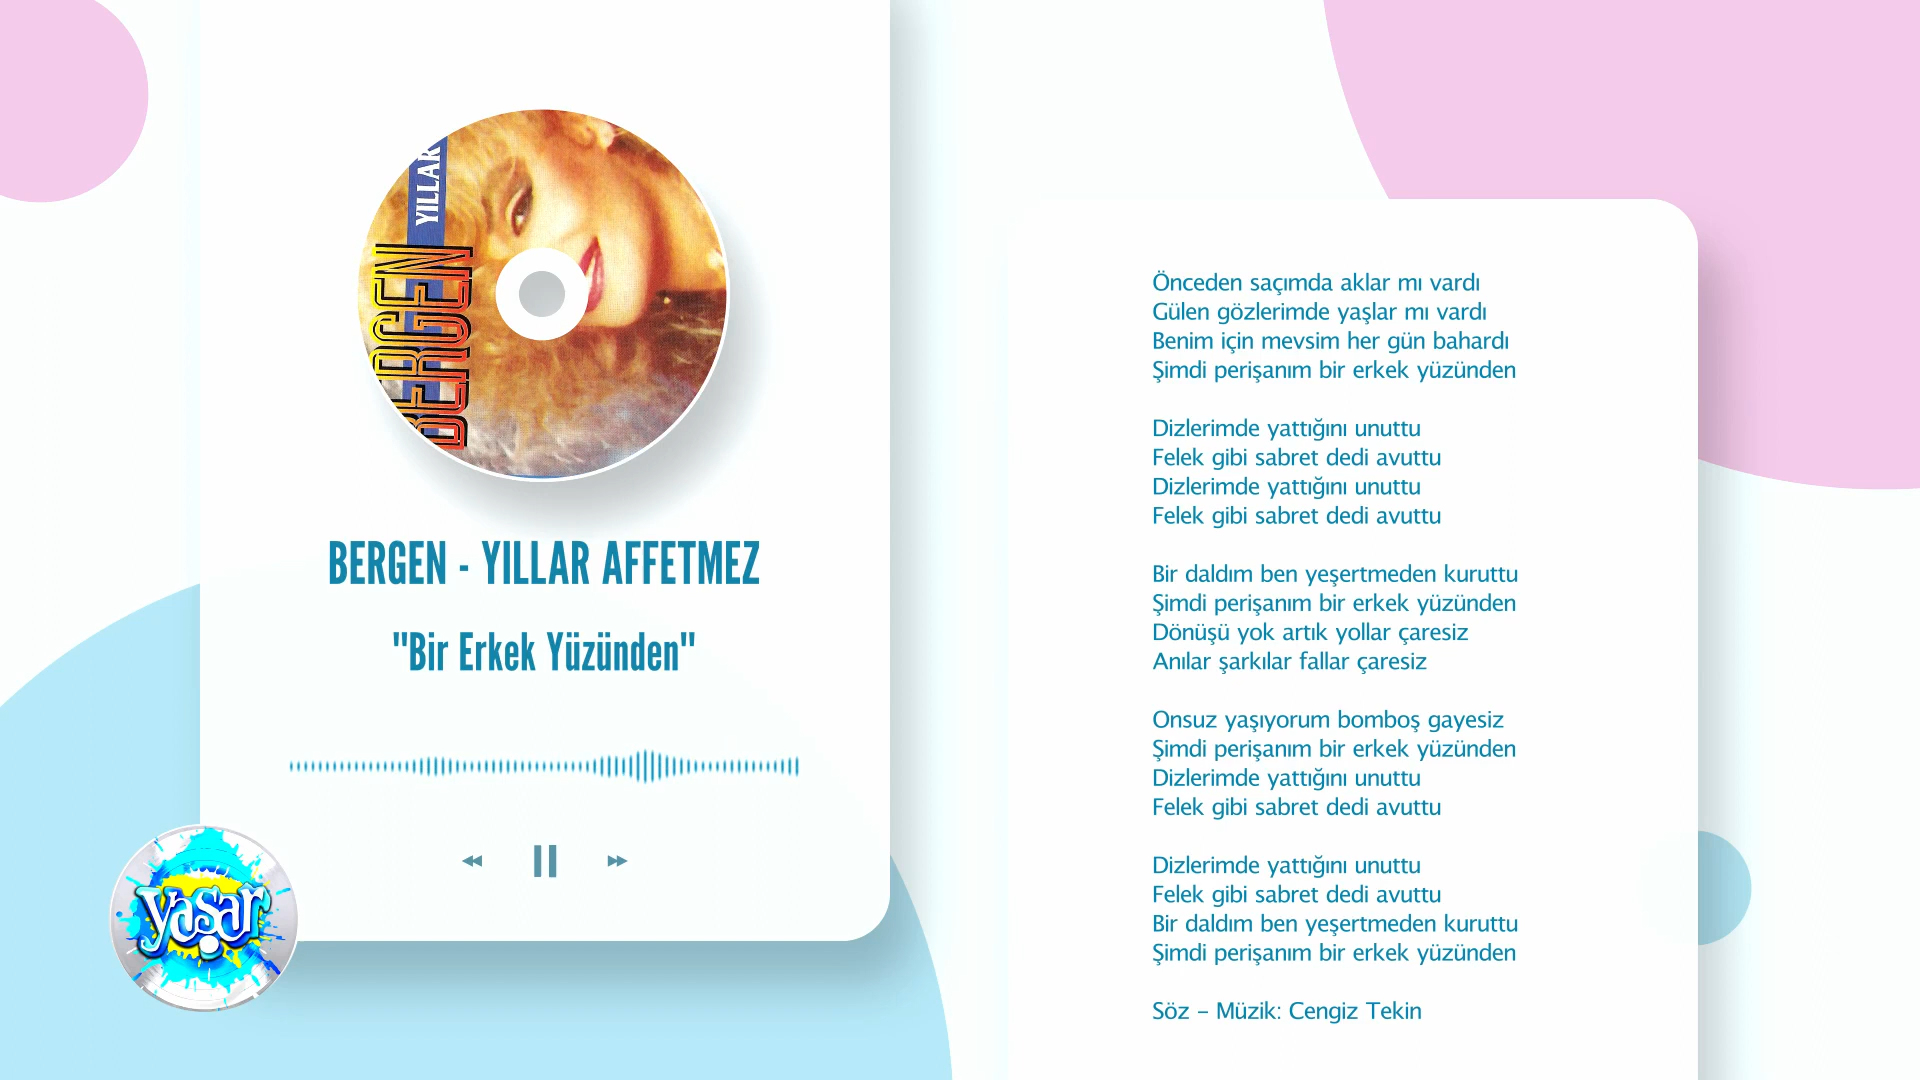 YILLAR
BERGEN
BERGEN - YILLAR AFFETMEZ
"Bir Erkek Yüzünden"
yaşar
Önceden saçımda aklar mı vardı
Gülen gözlerimde yaşlar mı vardı
Benim için mevsim her gün bahardı
Şimdi perişanım bir erkek yüzünden
Dizlerimde yattığını unuttu
Felek gibi sabret dedi avuttu
Dizlerimde yattığını unuttu
Felek gibi sabret dedi avuttu
Bir daldım ben yeşertmeden kuruttu
Şimdi perişanım bir erkek yüzünden
Dönüşü yok artık yollar çaresiz
Anılar şarkılar fallar çaresiz
Onsuz yaşıyorum bomboş gayesiz
Şimdi perişanım bir erkek yüzünden
Dizlerimde yattığını unuttu
Felek gibi sabret dedi avuttu
Dizlerimde yattığını unuttu
Felek gibi sabret dedi avuttu
Bir daldım ben yeşertmeden kuruttu
Şimdi perişanım bir erkek yüzünden
Söz – Müzik: Cengiz Tekin